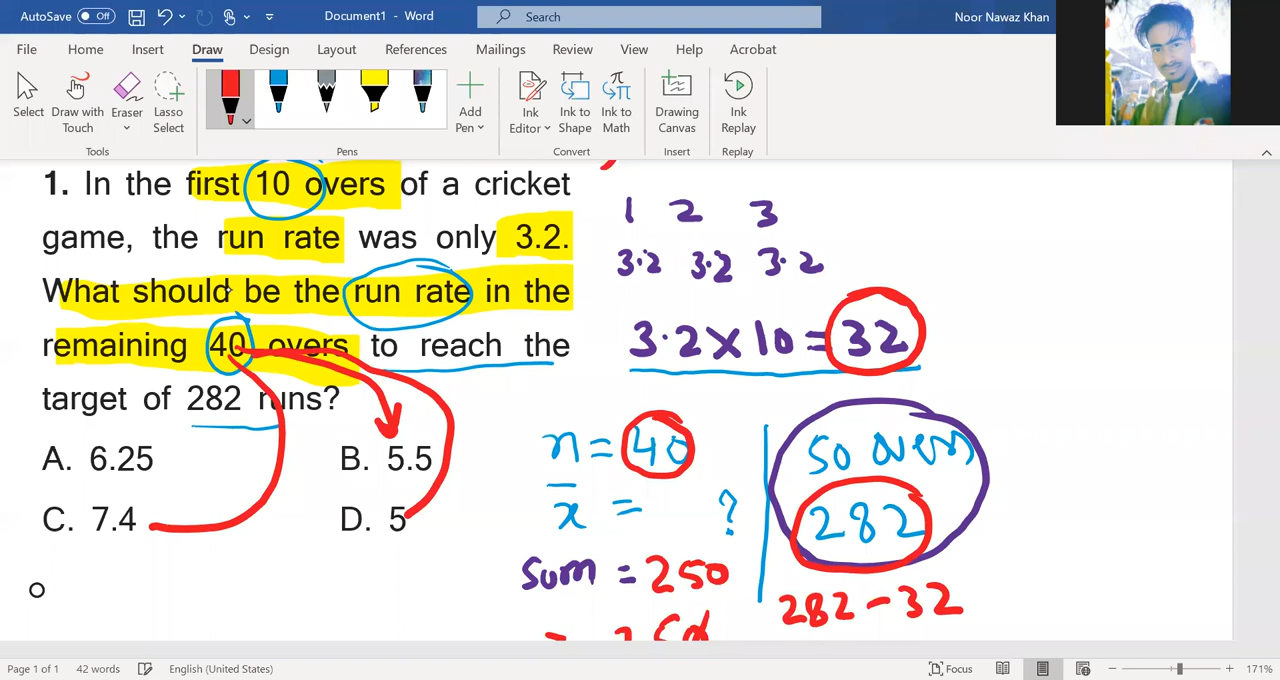 AutoSave Off Document1 - Word Search Noor Nawaz Khan
File Home Insert Draw Design Layout References Mailings Review View Help Acrobat
Select Draw with Touch Eraser Lasso Select Add Pen Ink Editor Ink to Shape Ink to Math Drawing Canvas Ink Replay
Tools Pens Convert Insert Replay
1. In the first 10 overs of a cricket
game, the run rate was only 3.2.
What should be the run rate in the
remaining 40 overs to reach the
target of 282 runs?
A. 6.25 B. 5.5
C. 7.4 D. 5
1 2 3
3.2 3.2 3.2
3.2 x 10 = 32
n = 40
x̄ = ?
Sum = 250
50 overs
282
282 - 32
Page 1 of 1 42 words English (United States) Focus 171%